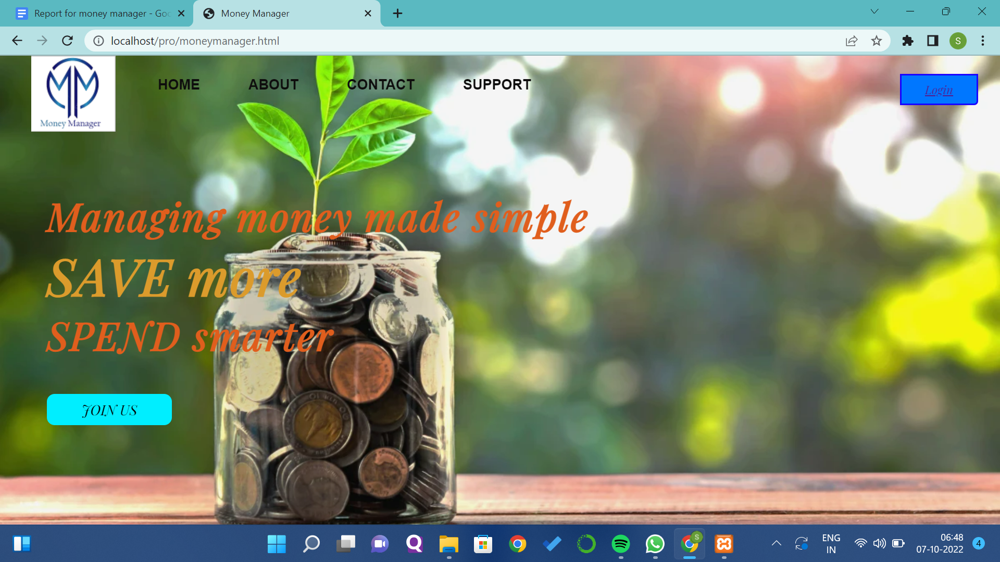 Report for money manager - Goo
Money Manager
localhost/pro/moneymanager.html
S
Money Manager
HOME
ABOUT
CONTACT
SUPPORT
Login
Managing money made simple
SAVE more
SPEND smarter
JOIN US
S
ENG
IN
06:48
07-10-2022
4